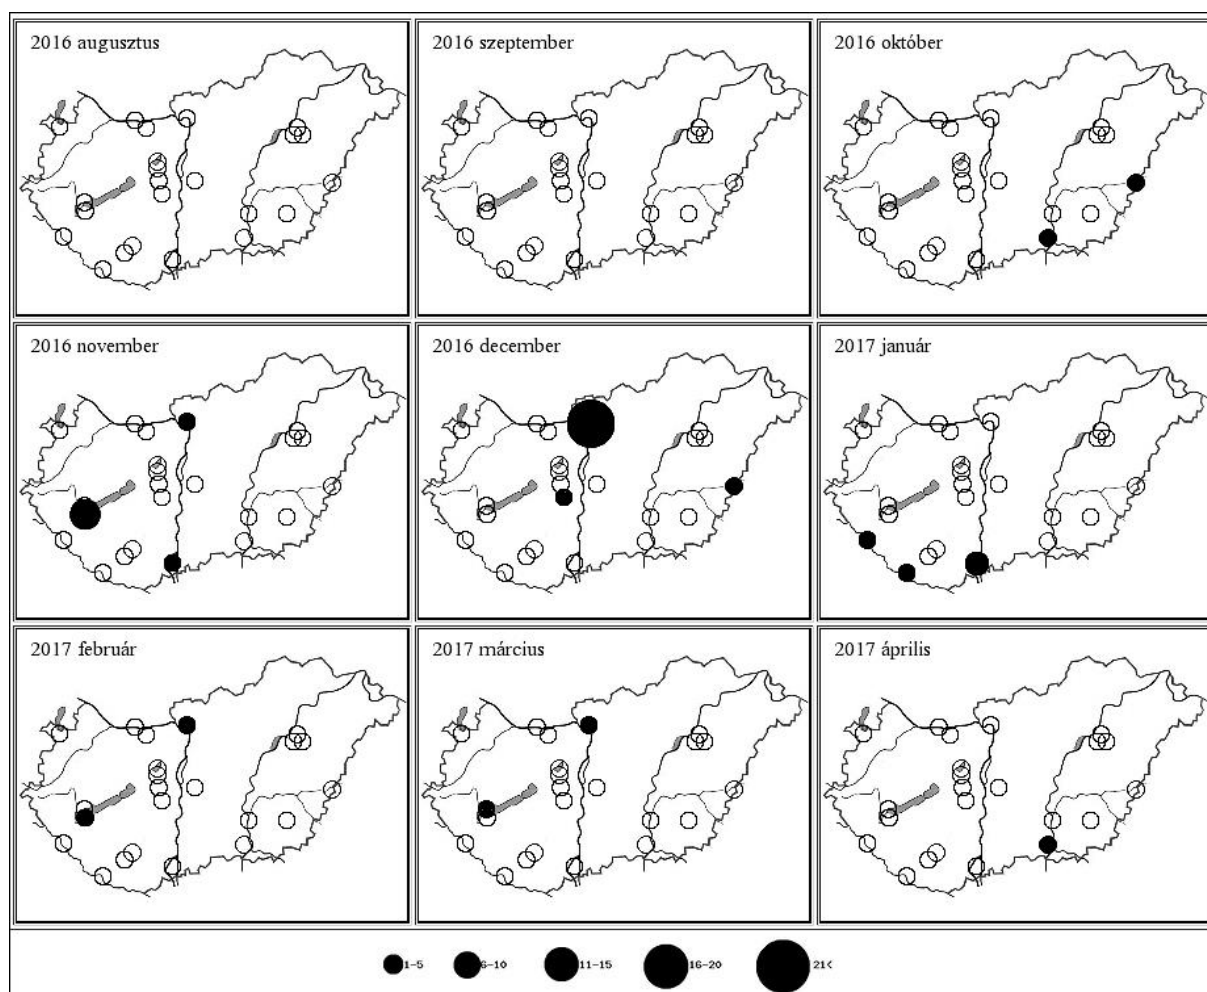 2016 augusztus
2016 szeptember
2016 október
2016 november
2016 december
2017 január
2017 február
2017 március
2017 április
1-5
6-10
11-15
16-20
21<